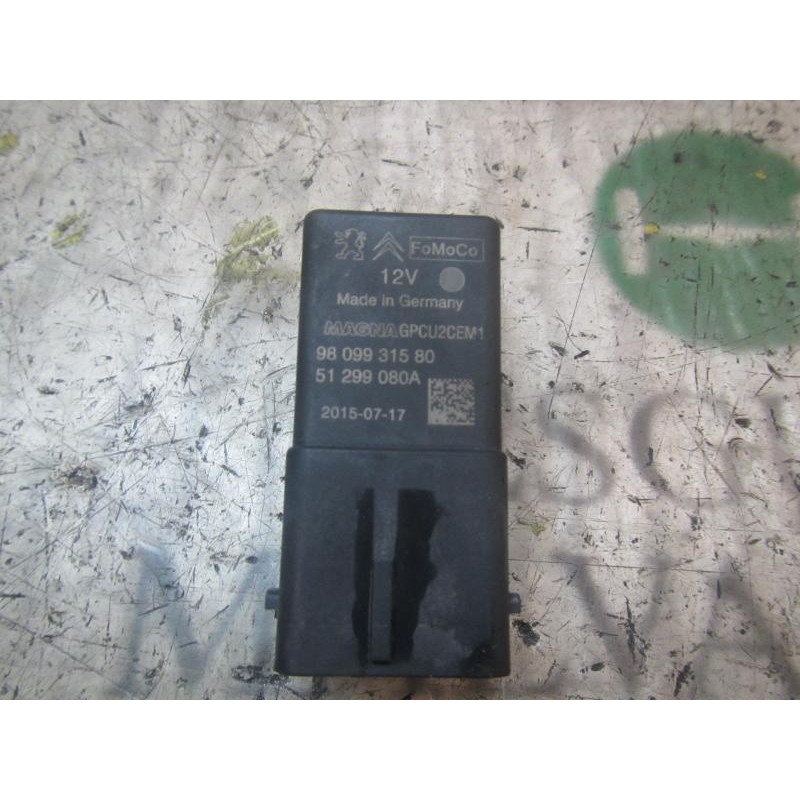 FoMoCo
12V
Made in Germany
MAGNA GPCU2CEM1
98 099 315 80
51 299 080A
2015-07-17